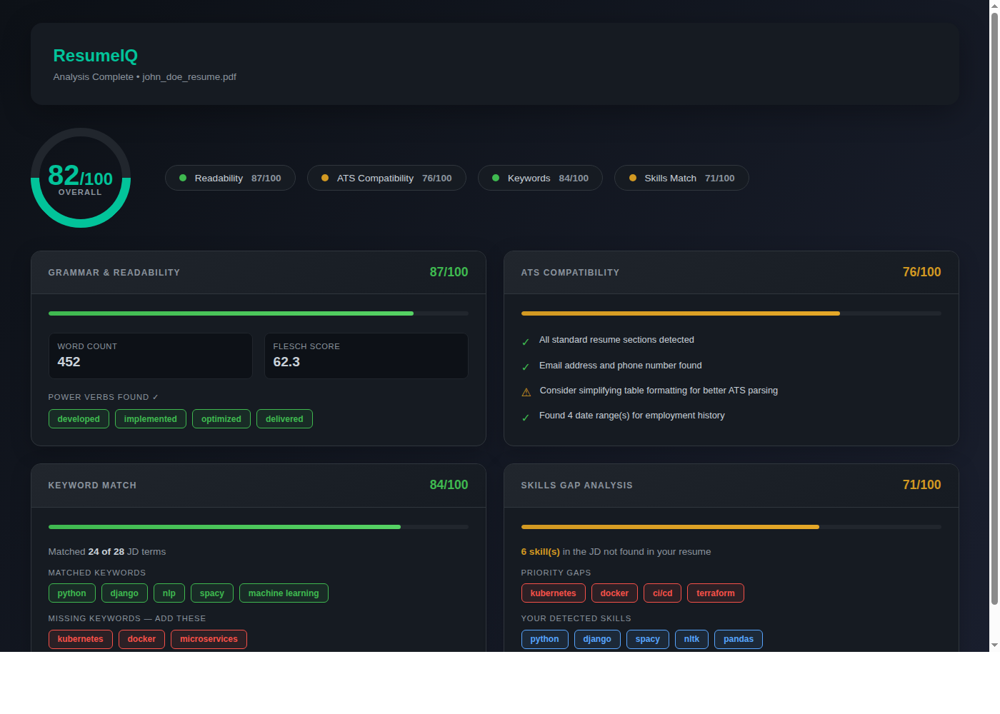 ResumeIQ
Analysis Complete • john_doe_resume.pdf
82/100
OVERALL
Readability 87/100
ATS Compatibility 76/100
Keywords 84/100
Skills Match 71/100
GRAMMAR & READABILITY 87/100
WORD COUNT
452
FLESCH SCORE
62.3
POWER VERBS FOUND ✓
developed implemented optimized delivered
ATS COMPATIBILITY 76/100
✓ All standard resume sections detected
✓ Email address and phone number found
⚠ Consider simplifying table formatting for better ATS parsing
✓ Found 4 date range(s) for employment history
KEYWORD MATCH 84/100
Matched 24 of 28 JD terms
MATCHED KEYWORDS
python django nlp spacy machine learning
MISSING KEYWORDS — ADD THESE
kubernetes docker microservices
SKILLS GAP ANALYSIS 71/100
6 skill(s) in the JD not found in your resume
PRIORITY GAPS
kubernetes docker ci/cd terraform
YOUR DETECTED SKILLS
python django spacy nltk pandas